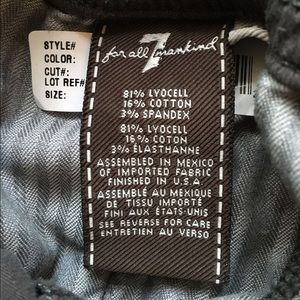 STYLE#
COLOR:
CUT#:
LOT REF#
SIZE:
7
for all mankind
81% LYOCELL
16% COTTON
3% SPANDEX
81% LYOCELL
16% COTON
3% ÉLASTHANNE
ASSEMBLED IN MEXICO
OF IMPORTED FABRIC
FINISHED IN U.S.A
ASSEMBLÉ AU MEXIQUE
DE TISSU IMPORTÉ
FINI AUX ÉTATS-UNIS
SEE REVERSE FOR CARE
ENTRETIEN AU VERSO